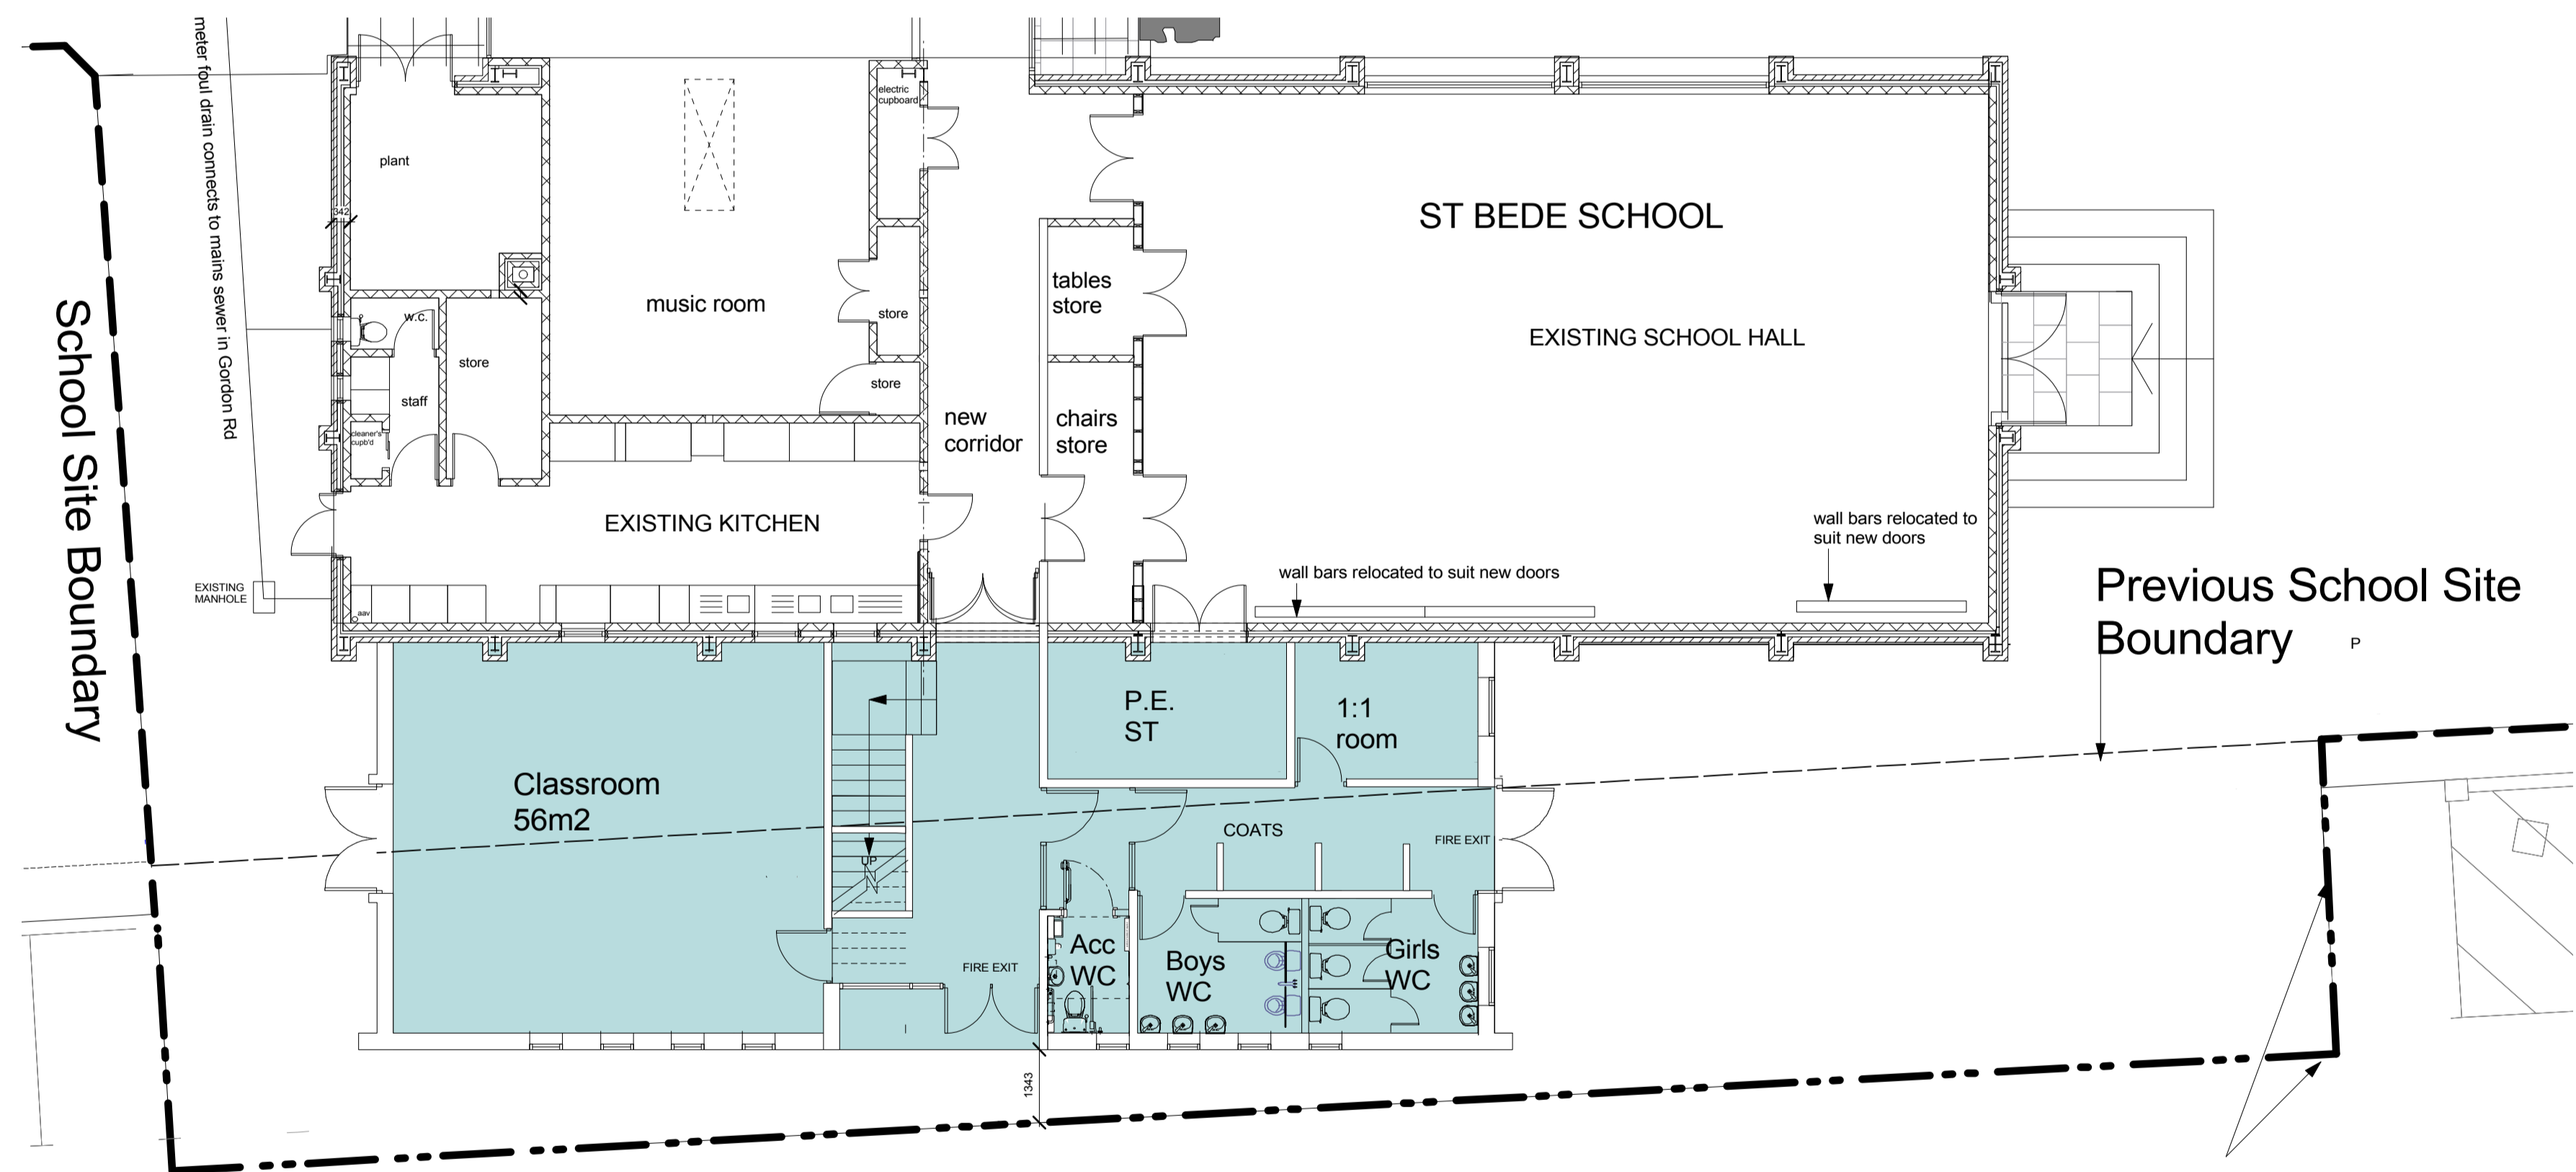 meter foul drain connects to mains sewer in Gordon Rd
School Site Boundary
plant
342
electric
cupboard
music room
w.c.
store
staff
cleaner's
cupb'd
store
store
new
corridor
tables
store
chairs
store
ST BEDE SCHOOL
EXISTING SCHOOL HALL
EXISTING KITCHEN
EXISTING
MANHOLE
aav
wall bars relocated to suit new doors
wall bars relocated to
suit new doors
Previous School Site
Boundary
P
Classroom
56m2
UP
P.E.
ST
1:1
room
COATS
FIRE EXIT
FIRE EXIT
Acc
WC
Boys
WC
Girls
WC
1343